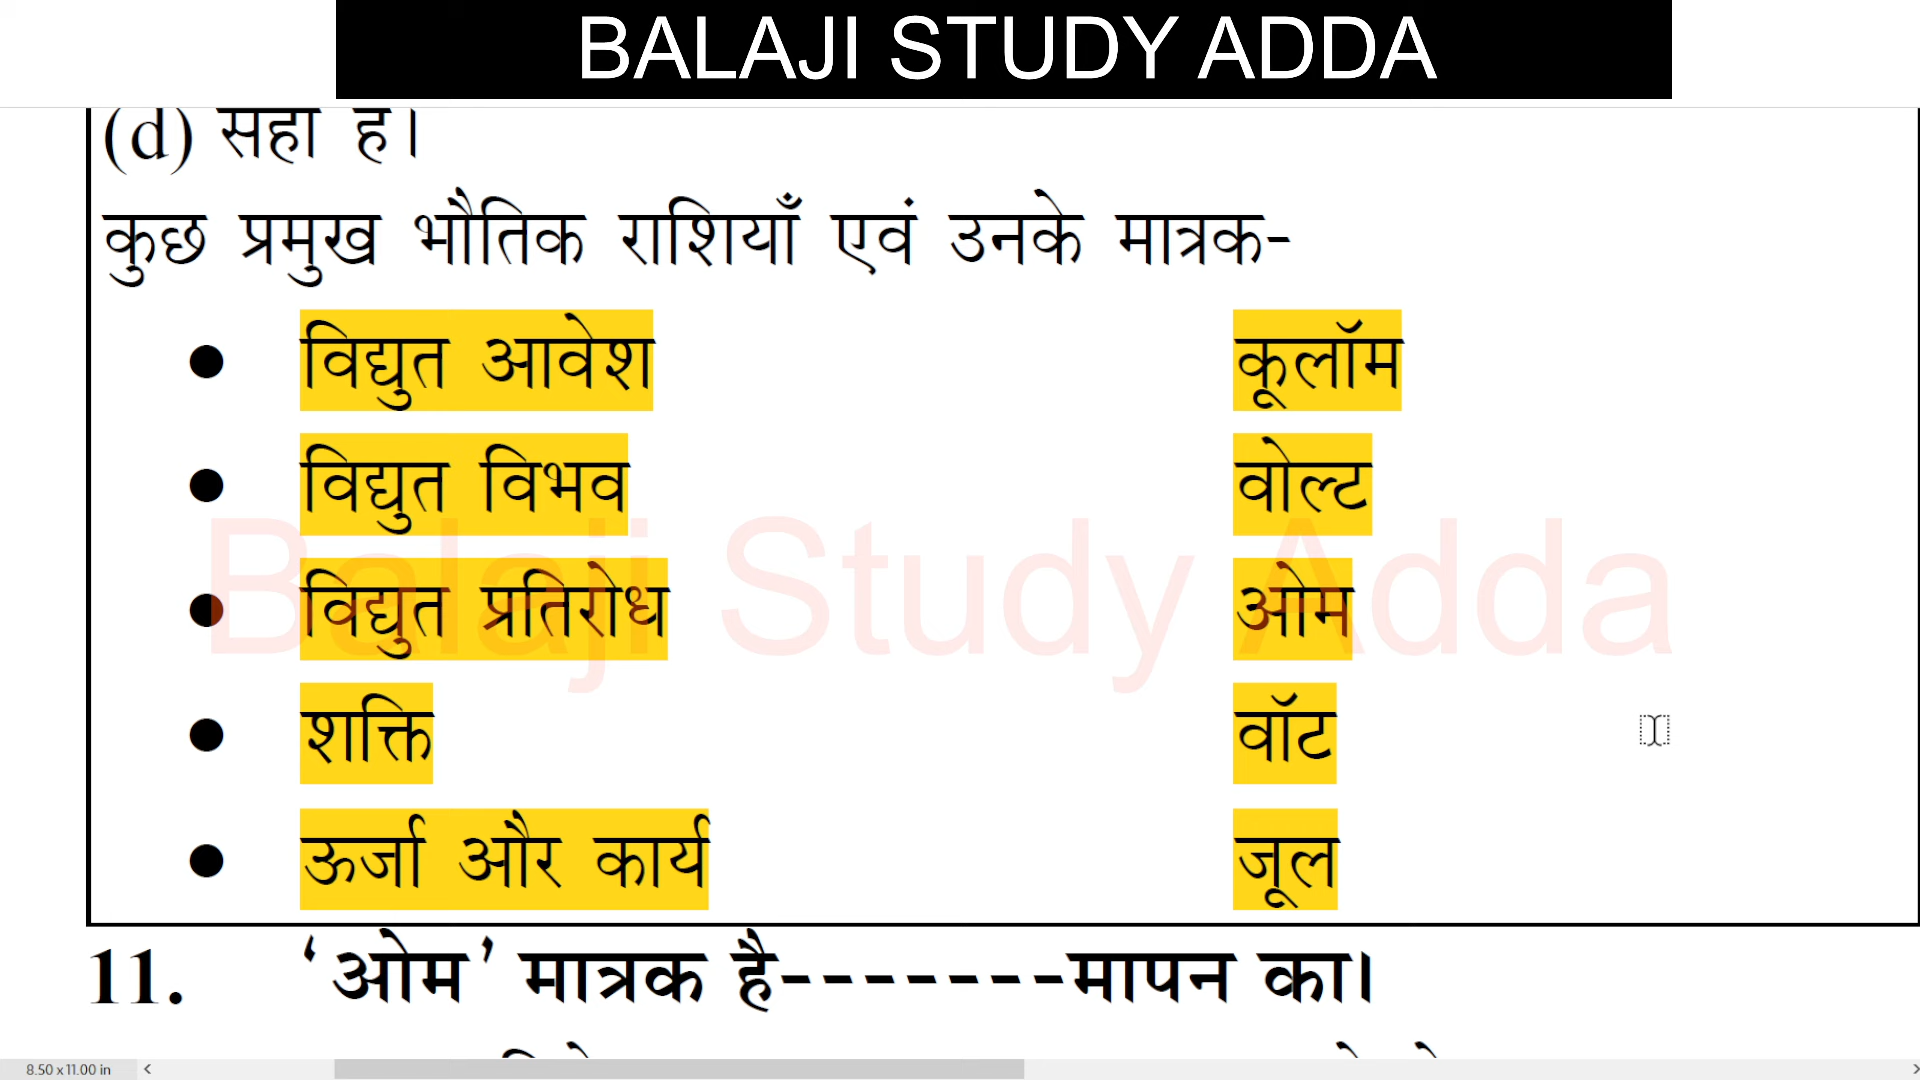 BALAJI STUDY ADDA
(d) सही है।
कुछ प्रमुख भौतिक राशियाँ एवं उनके मात्रक-
● विद्युत आवेश कूलॉम
● विद्युत विभव वोल्ट
Balaji Study Adda
● विद्युत प्रतिरोध ओम
● शक्ति वॉट
● ऊर्जा और कार्य जूल
11. ‘ओम’ मात्रक है-------मापन का।
8.50 x 11.00 in